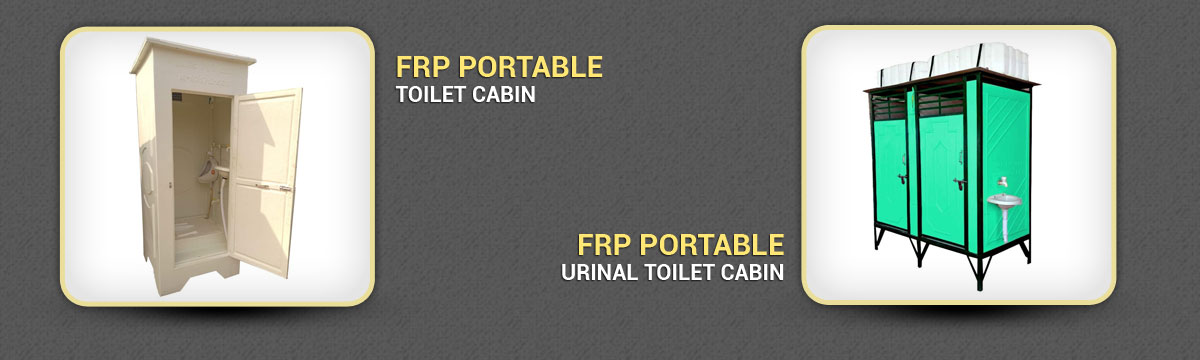 FRP PORTABLE
TOILET CABIN
FRP PORTABLE
URINAL TOILET CABIN